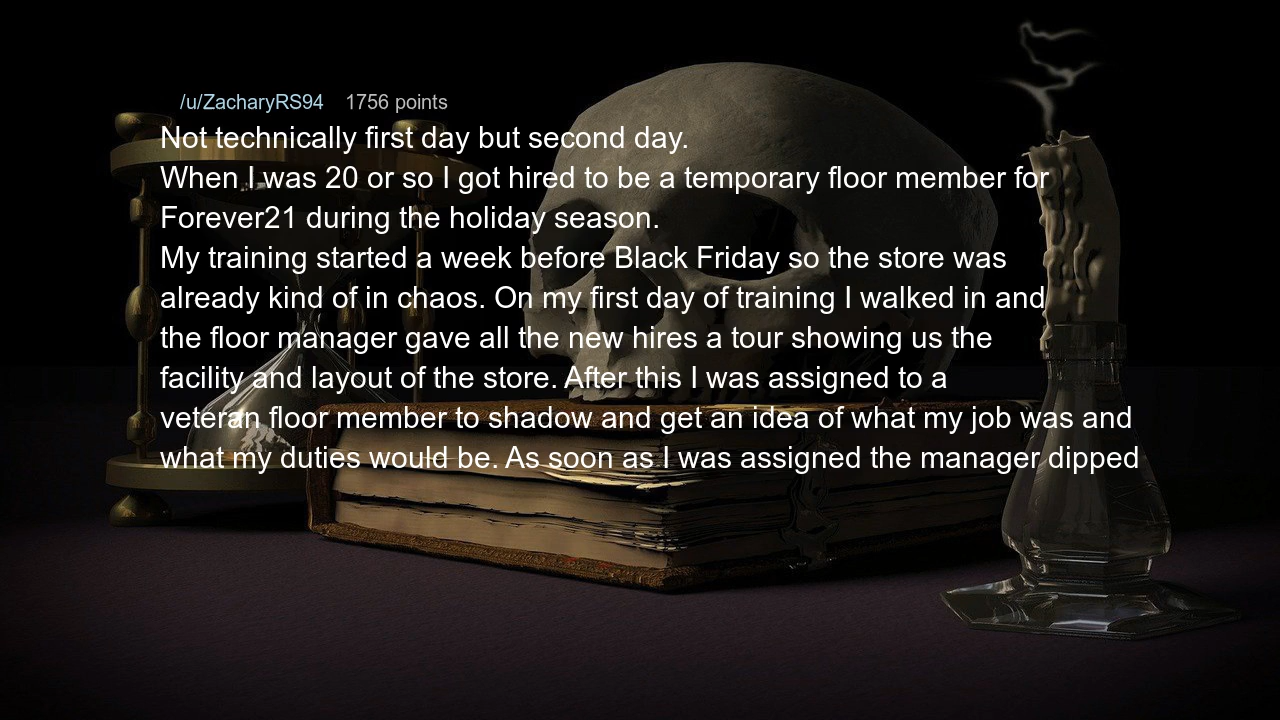 /u/ZacharyRS94 1756 points
Not technically first day but second day.
When I was 20 or so I got hired to be a temporary floor member for
Forever21 during the holiday season.
My training started a week before Black Friday so the store was
already kind of in chaos. On my first day of training I walked in and
the floor manager gave all the new hires a tour showing us the
facility and layout of the store. After this I was assigned to a
veteran floor member to shadow and get an idea of what my job was and
what my duties would be. As soon as I was assigned the manager dipped